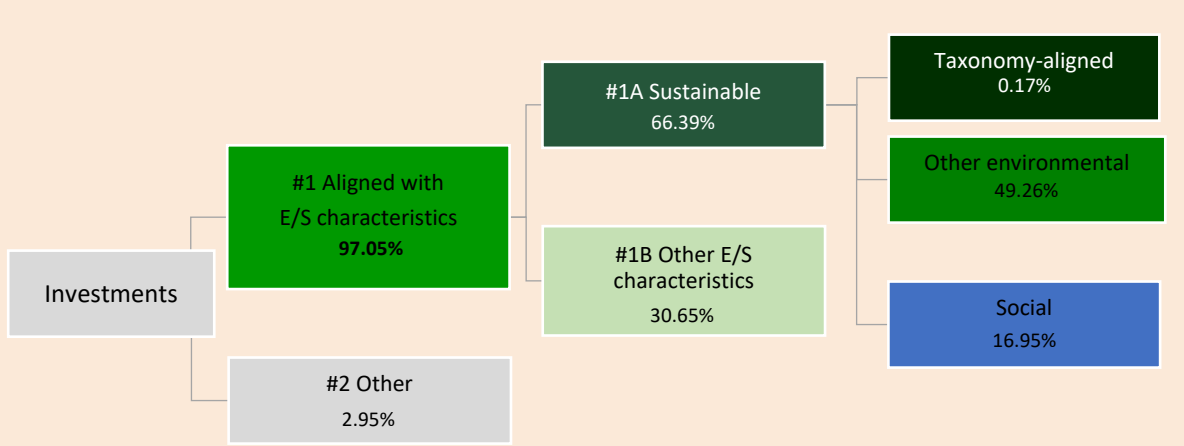 Investments
#1 Aligned with
E/S characteristics
97.05%
#2 Other
2.95%
#1A Sustainable
66.39%
#1B Other E/S
characteristics
30.65%
Taxonomy-aligned
0.17%
Other environmental
49.26%
Social
16.95%